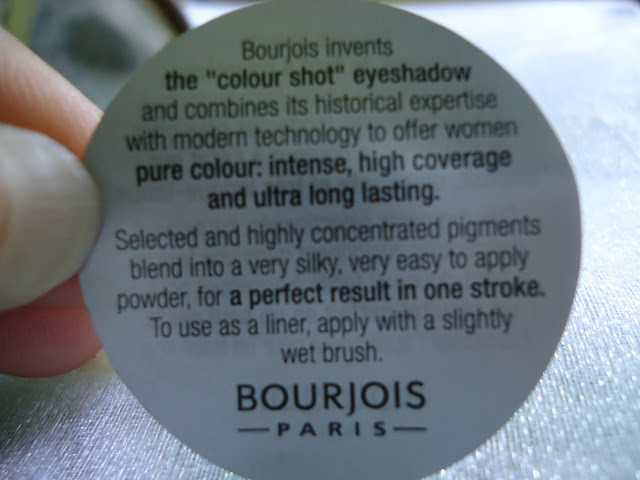 Bourjois invents
the "colour shot" eyeshadow
and combines its historical expertise
with modern technology to offer women
pure colour: intense, high coverage
and ultra long lasting.
Selected and highly concentrated pigments
blend into a very silky, very easy to apply
powder, for a perfect result in one stroke.
To use as a liner, apply with a slightly
wet brush.
BOURJOIS
PARIS